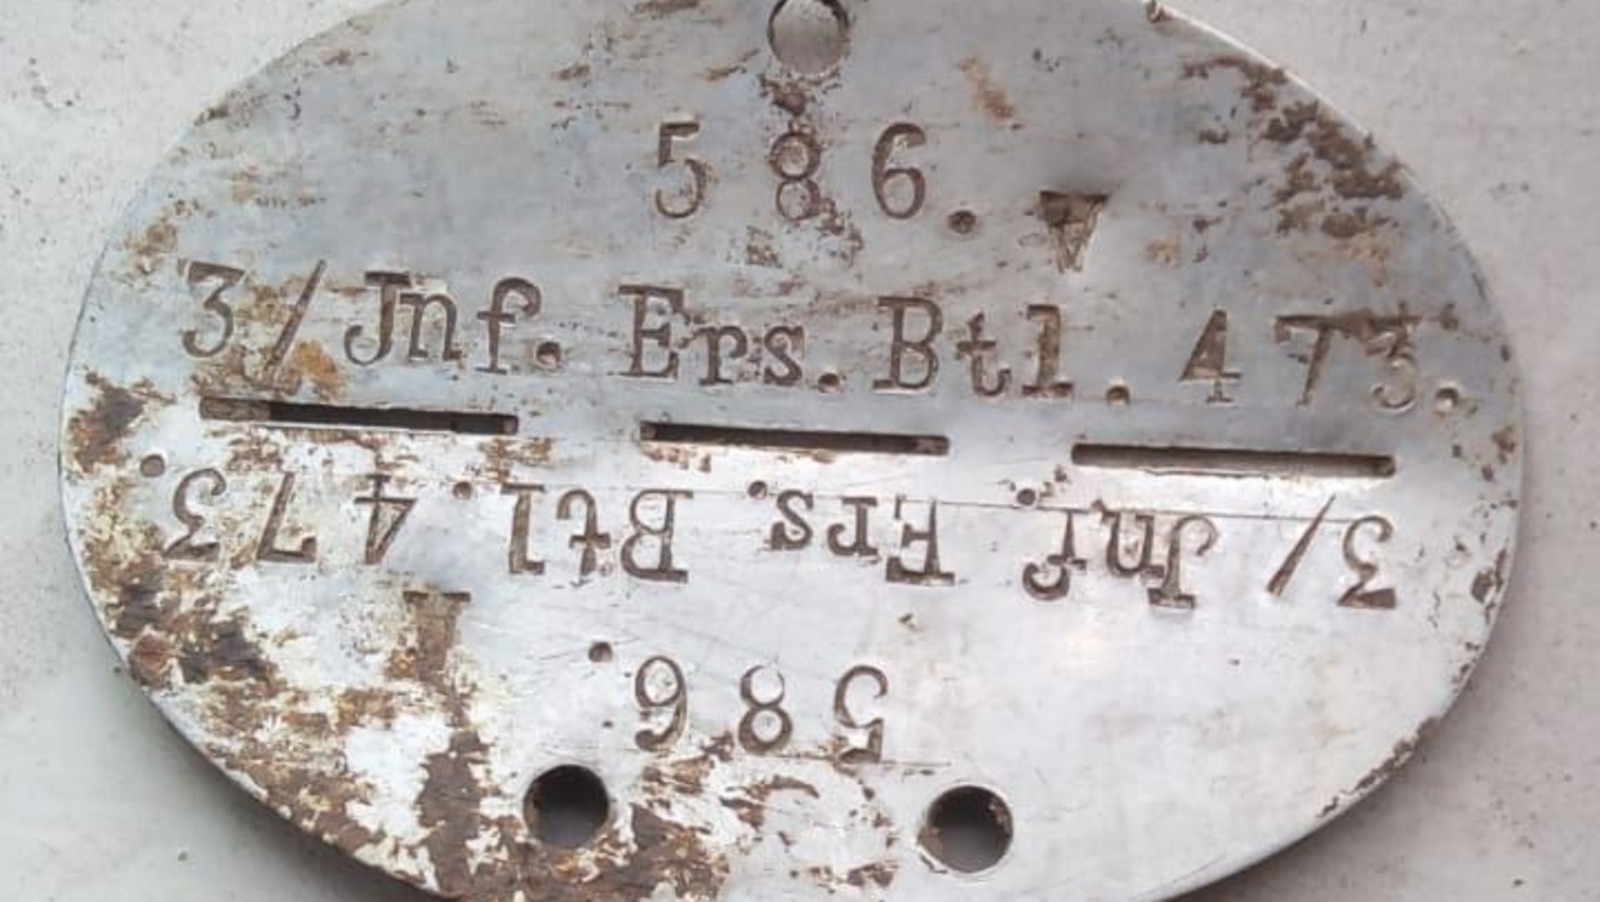 586.
3/Jnf. Ers. Btl. 473.
3/Jnf. Ers. Btl. 473.
586.